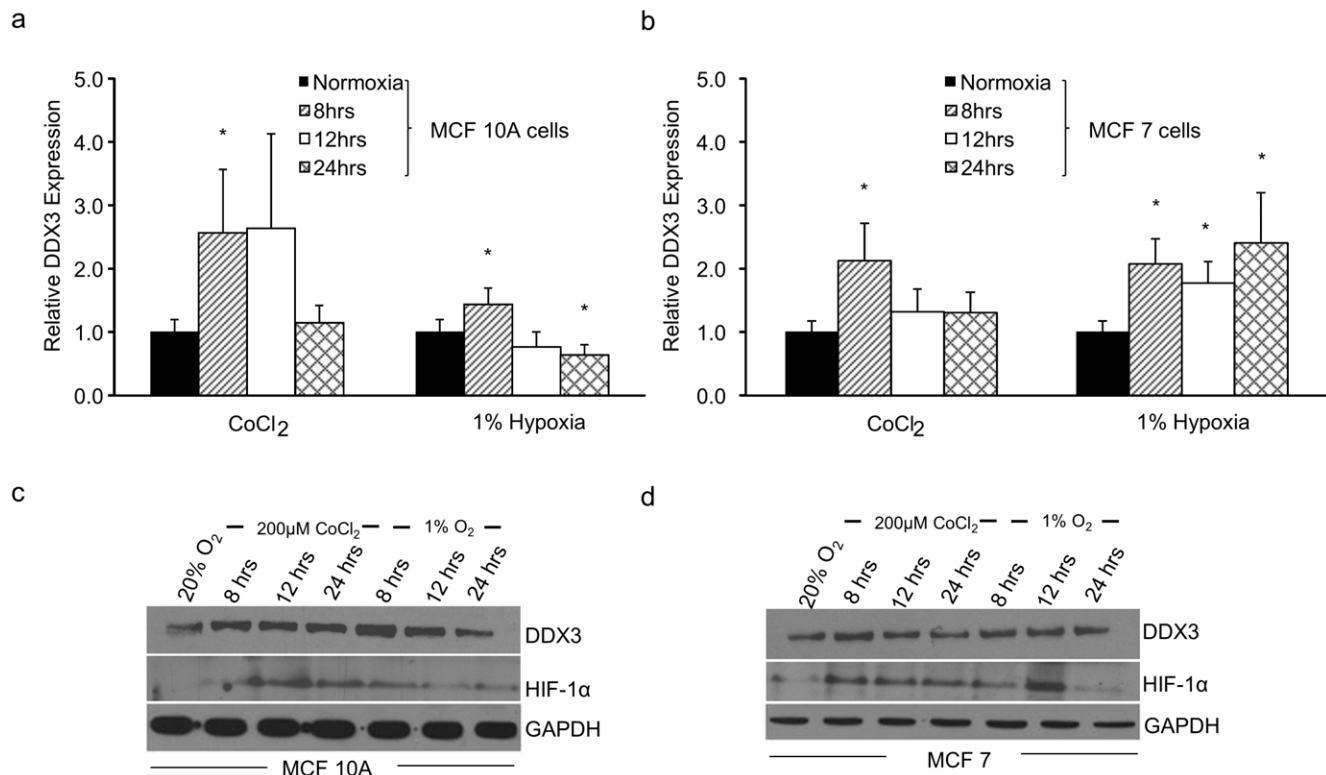 a
5.0
4.0
3.0
2.0
1.0
0.0
Relative DDX3 Expression
Normoxia
8hrs
12hrs
24hrs
MCF 10A cells
*
*
*
CoCl2
1% Hypoxia
b
5.0
4.0
3.0
2.0
1.0
0.0
Relative DDX3 Expression
Normoxia
8hrs
12hrs
24hrs
MCF 7 cells
*
*
*
*
CoCl2
1% Hypoxia
c
200µM CoCl2 1% O2
20% O2 8 hrs 12 hrs 24 hrs 8 hrs 12 hrs 24 hrs
DDX3
HIF-1α
GAPDH
MCF 10A
d
200µM CoCl2 1% O2
20% O2 8 hrs 12 hrs 24 hrs 8 hrs 12 hrs 24 hrs
DDX3
HIF-1α
GAPDH
MCF 7